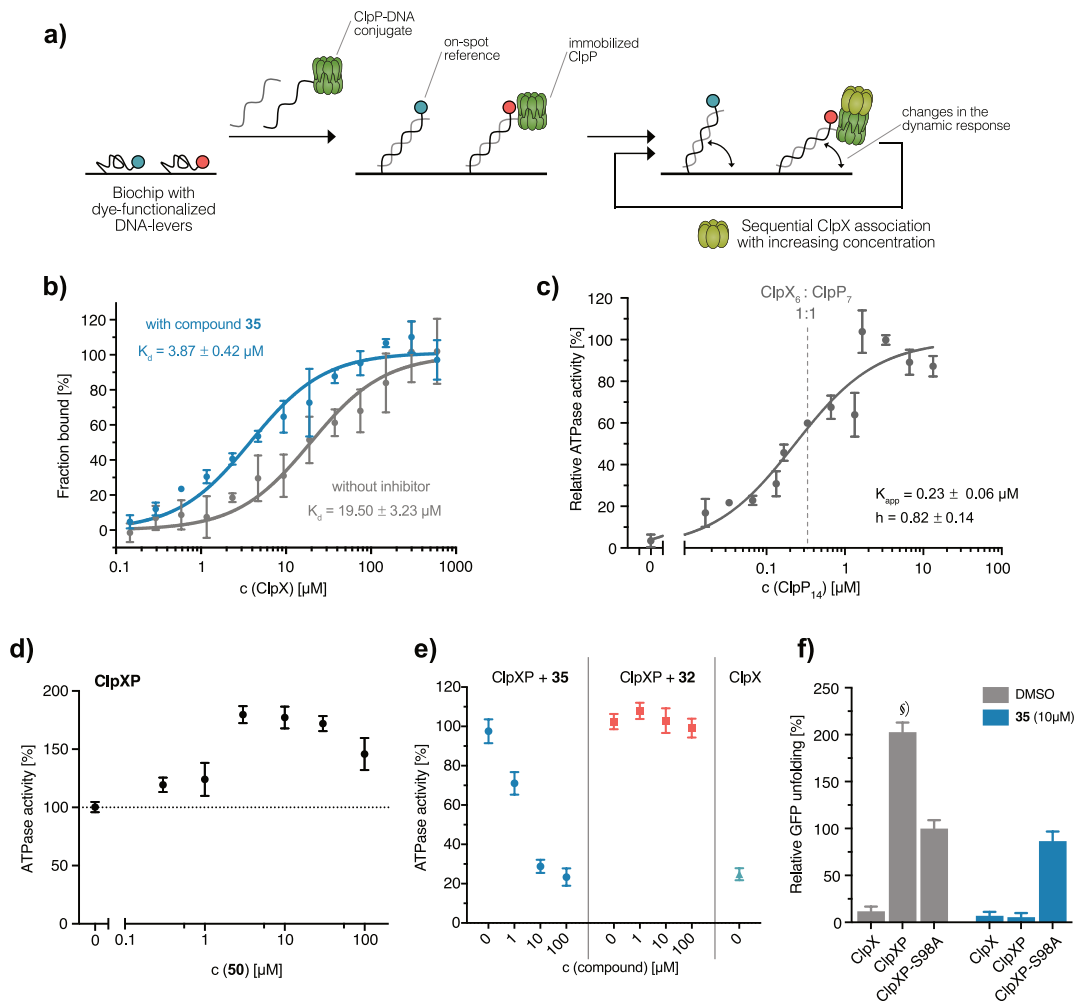 a)
ClpP-DNA
conjugate
on-spot
reference
immobilized
ClpP
changes in the
dynamic response
Biochip with
dye-functionalized
DNA-levers
Sequential ClpX association
with increasing concentration
b)
with compound 35
Kd = 3.87 ± 0.42 µM
without inhibitor
Kd = 19.50 ± 3.23 µM
Fraction bound [%]
120
100
80
60
40
20
0
0.1
1
10
100
1000
c (ClpX) [µM]
c)
ClpX6 : ClpP7
1:1
Kapp = 0.23 ± 0.06 µM
h = 0.82 ± 0.14
Relative ATPase activity [%]
120
100
80
60
40
20
0
0
0.1
1
10
100
c (ClpP14) [µM]
d)
ClpXP
ATPase activity [%]
200
150
100
50
0
0
0.1
1
10
100
c (50) [µM]
e)
ClpXP + 35
ClpXP + 32
ClpX
ATPase activity [%]
120
100
80
60
40
20
0
0
1
10
100
0
1
10
100
0
c (compound) [µM]
f)
DMSO
35 (10µM)
§)
Relative GFP unfolding [%]
250
200
150
100
50
0
ClpX
ClpXP
ClpXP-S98A
ClpX
ClpXP
ClpXP-S98A